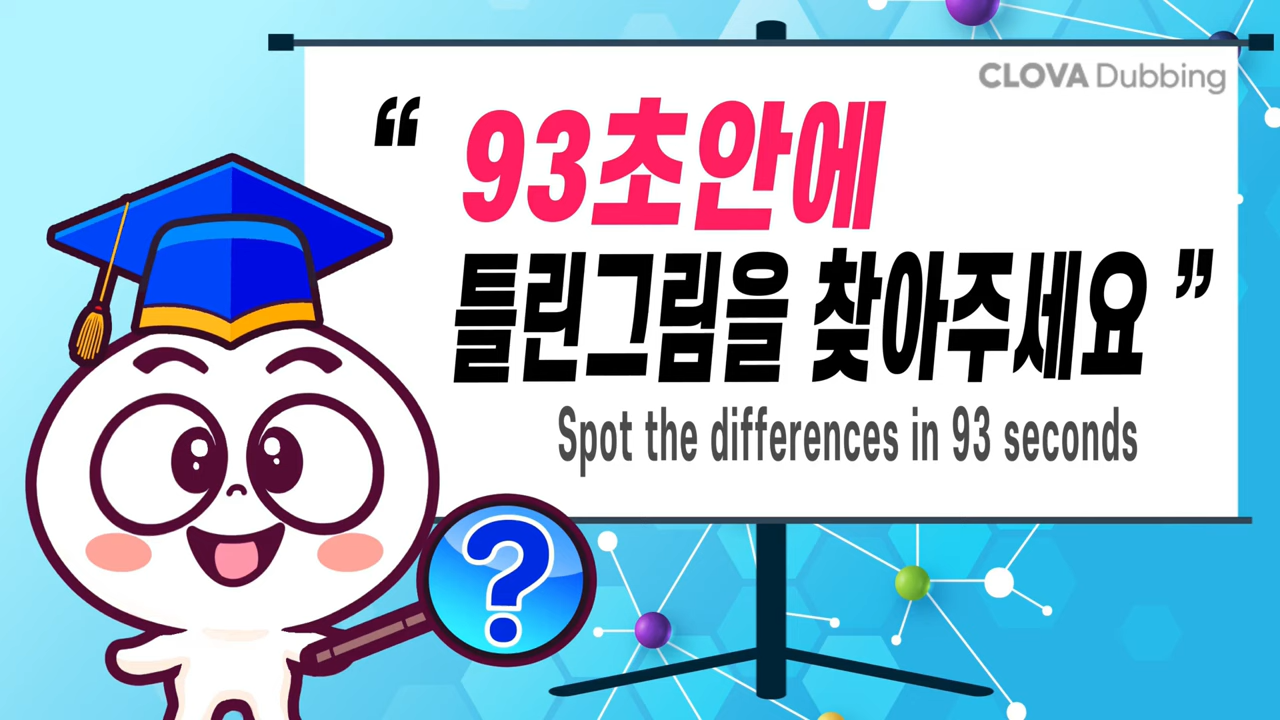 CLOVA Dubbing
“ 93초안에
틀린그림을 찾아주세요 ”
Spot the differences in 93 seconds
?